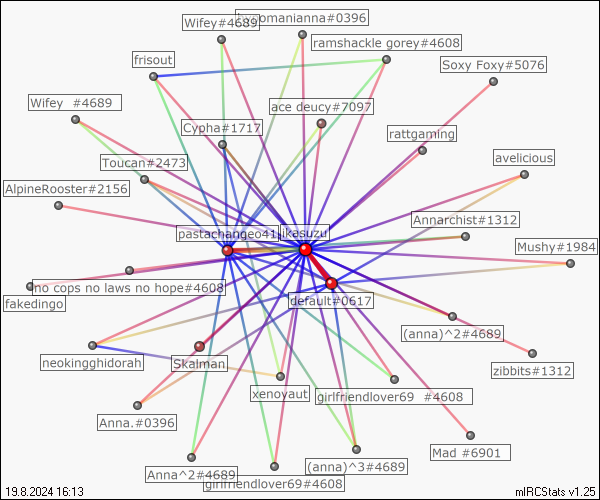 Wifey#4689
omanianna#0396
ramshackle gorey#4608
frisout
Soxy Foxy#5076
Wifey #4689
ace deucy#7097
Cypha#1717
rattgaming
Toucan#2473
avelicious
AlpineRooster#2156
Annarchist#1312
pastachangeo41
ikasuzu
Mushy#1984
no cops no laws no hope#4608
fakedingo
default#0617
(anna)^2#4689
neokingghidorah
Skalman
zibbits#1312
xenovaut
girlfriendlover69 #4608
Anna.#0396
Mad #6901
Anna^2#4689
(anna)^3#4689
girlfriendlover69#4608
19.8.2024 16:13
mIRCStats v1.25